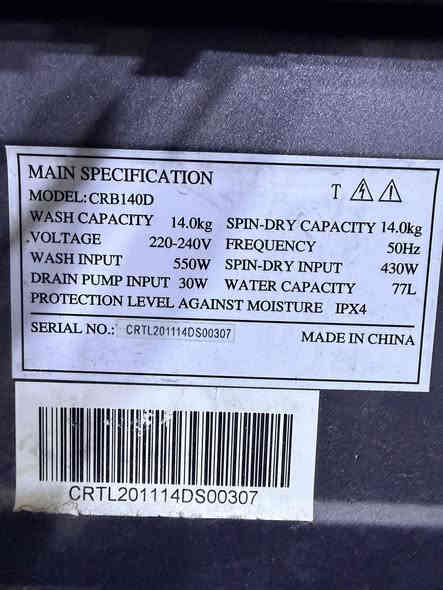 MAIN SPECIFICATION T
MODEL:CRB140D
WASH CAPACITY 14.0kg SPIN-DRY CAPACITY 14.0kg
VOLTAGE 220-240V FREQUENCY 50Hz
WASH INPUT 550W SPIN-DRY INPUT 430W
DRAIN PUMP INPUT 30W WATER CAPACITY 77L
PROTECTION LEVEL AGAINST MOISTURE IPX4
SERIAL NO.: CRTL201114DS00307 MADE IN CHINA
CRTL201114DS00307